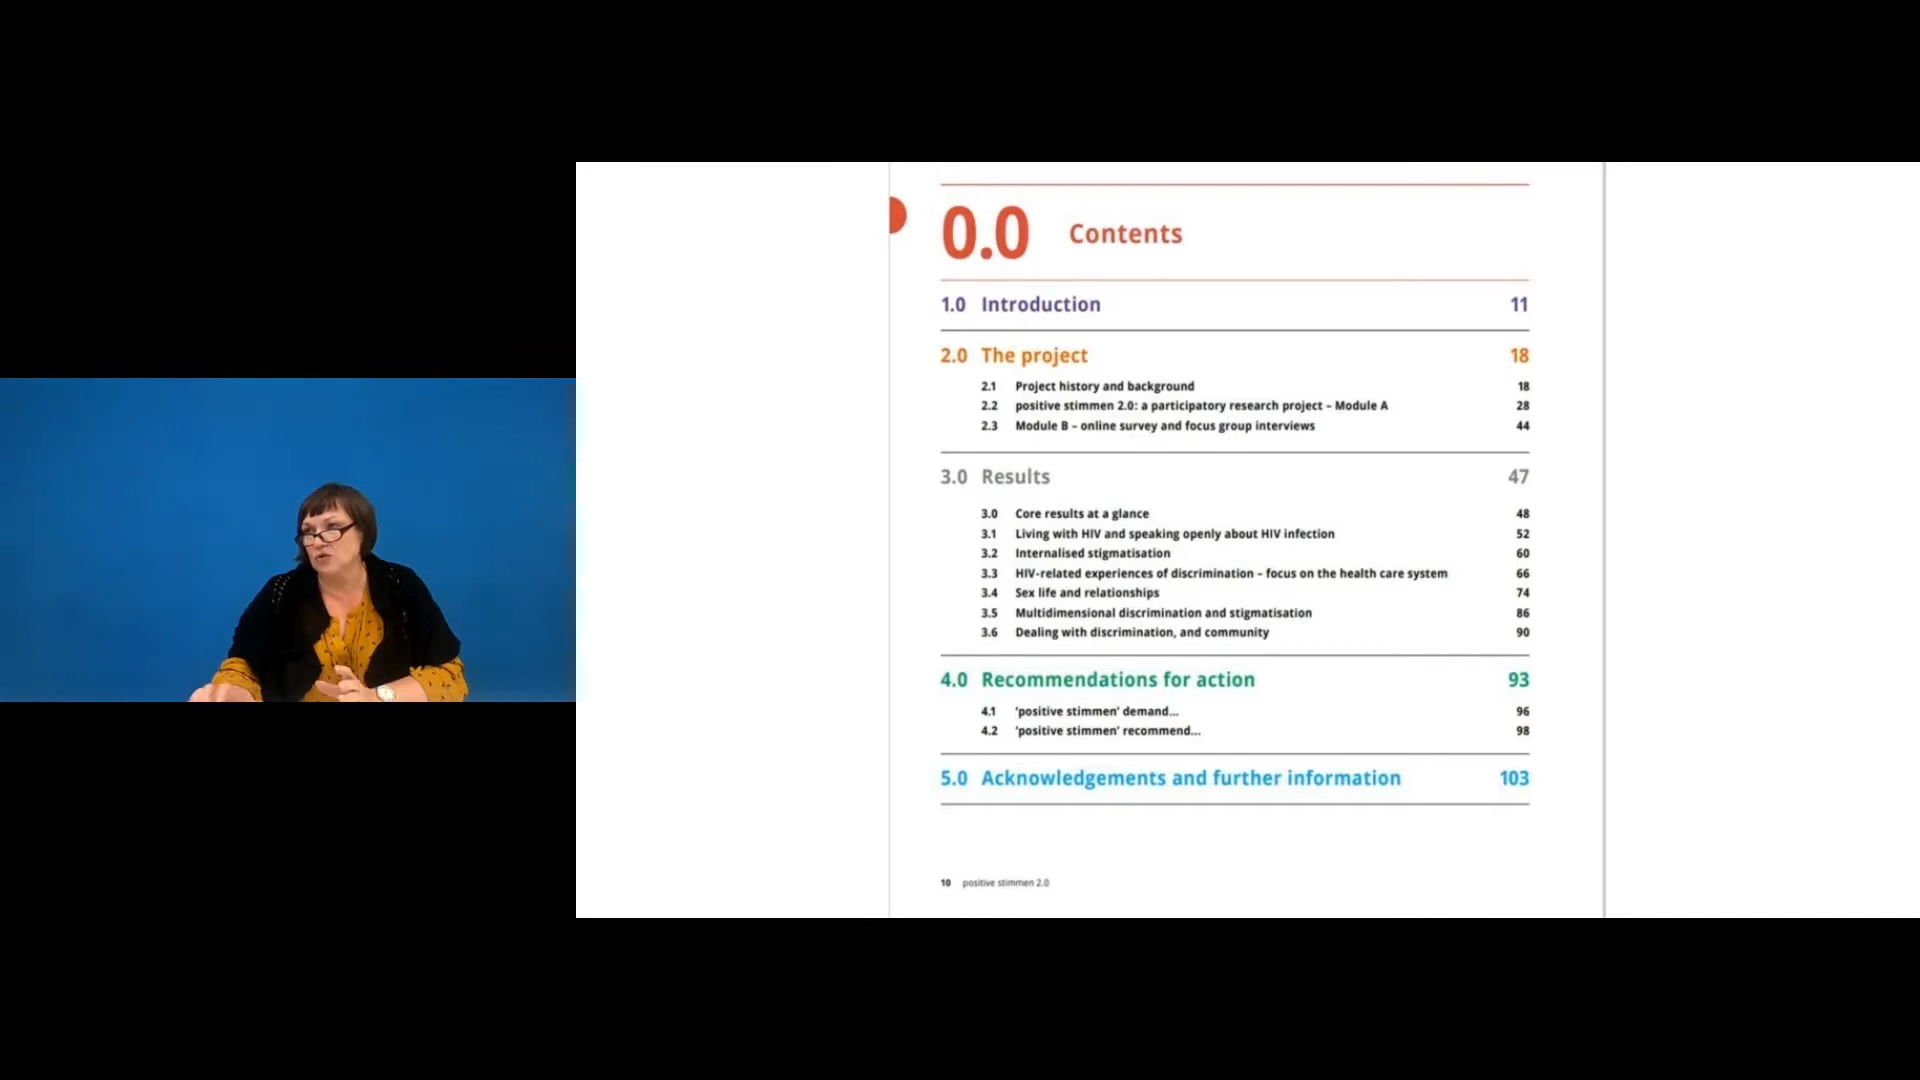 0.0 Contents
1.0 Introduction 11
2.0 The project 18
2.1 Project history and background 18
2.2 positive stimmen 2.0: a participatory research project – Module A 28
2.3 Module B – online survey and focus group interviews 44
3.0 Results 47
3.0 Core results at a glance 48
3.1 Living with HIV and speaking openly about HIV infection 52
3.2 Internalised stigmatisation 60
3.3 HIV-related experiences of discrimination – focus on the health care system 66
3.4 Sex life and relationships 74
3.5 Multidimensional discrimination and stigmatisation 86
3.6 Dealing with discrimination, and community 90
4.0 Recommendations for action 93
4.1 ‘positive stimmen’ demand... 96
4.2 ‘positive stimmen’ recommend... 98
5.0 Acknowledgements and further information 103
10 positive stimmen 2.0